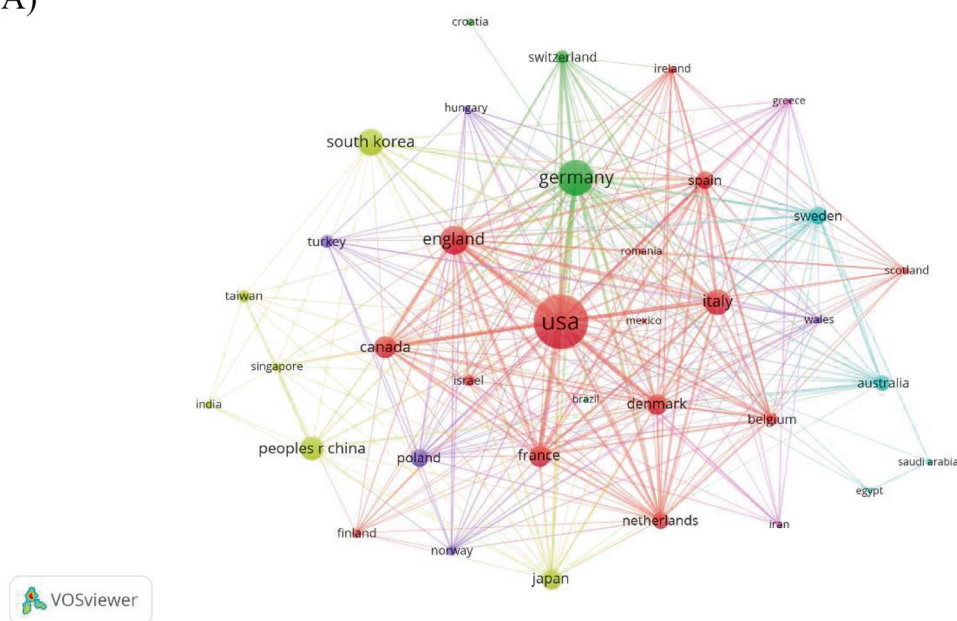 A)
croatia
switzerland
ireland
greece
hungary
south korea
germany
spain
sweden
england
turkey
romania
scotland
taiwan
italy
usa
mexico
wales
canada
singapore
israel
australia
india
brazil
denmark
belgium
peoples r china
poland
france
saudi arabia
egypt
netherlands
iran
finland
norway
japan
VOSviewer